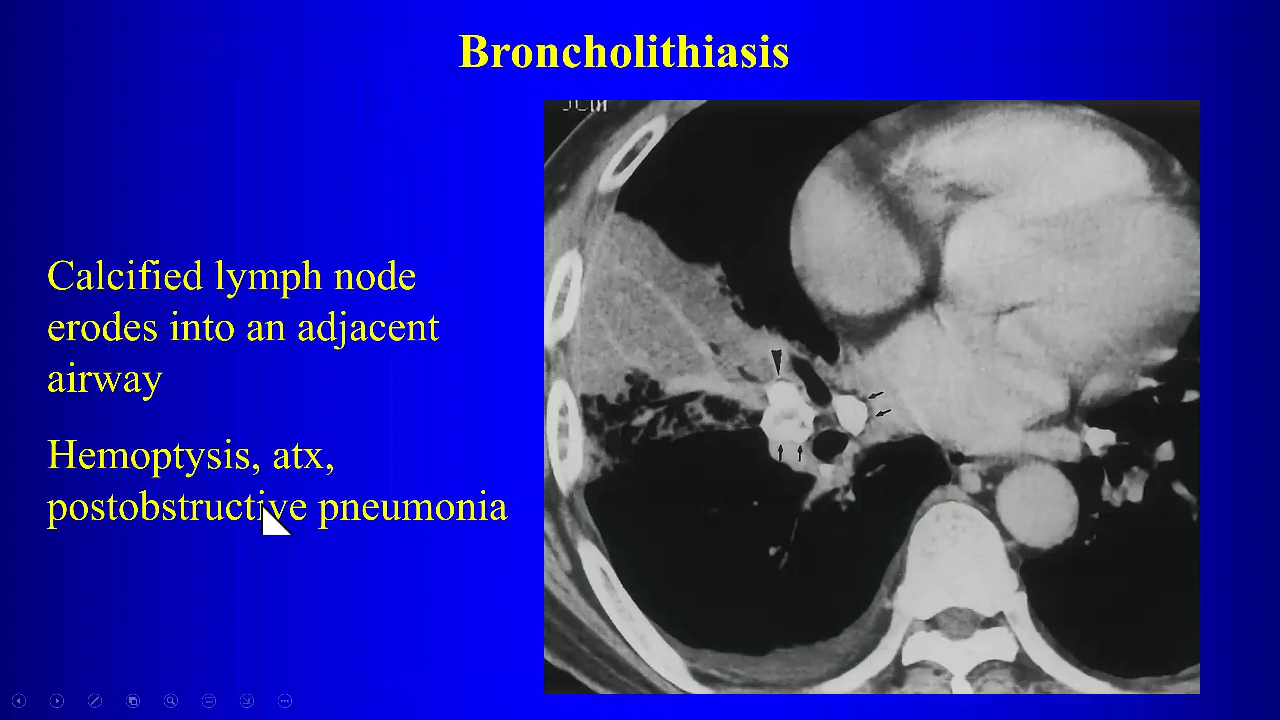 Broncholithiasis
Calcified lymph node
erodes into an adjacent
airway
Hemoptysis, atx,
postobstructive pneumonia